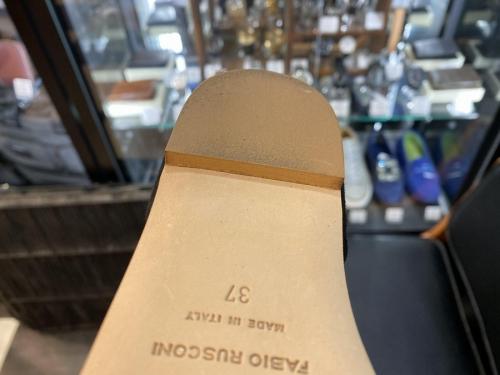 FABIO RUSCONI
MADE IN ITALY
37